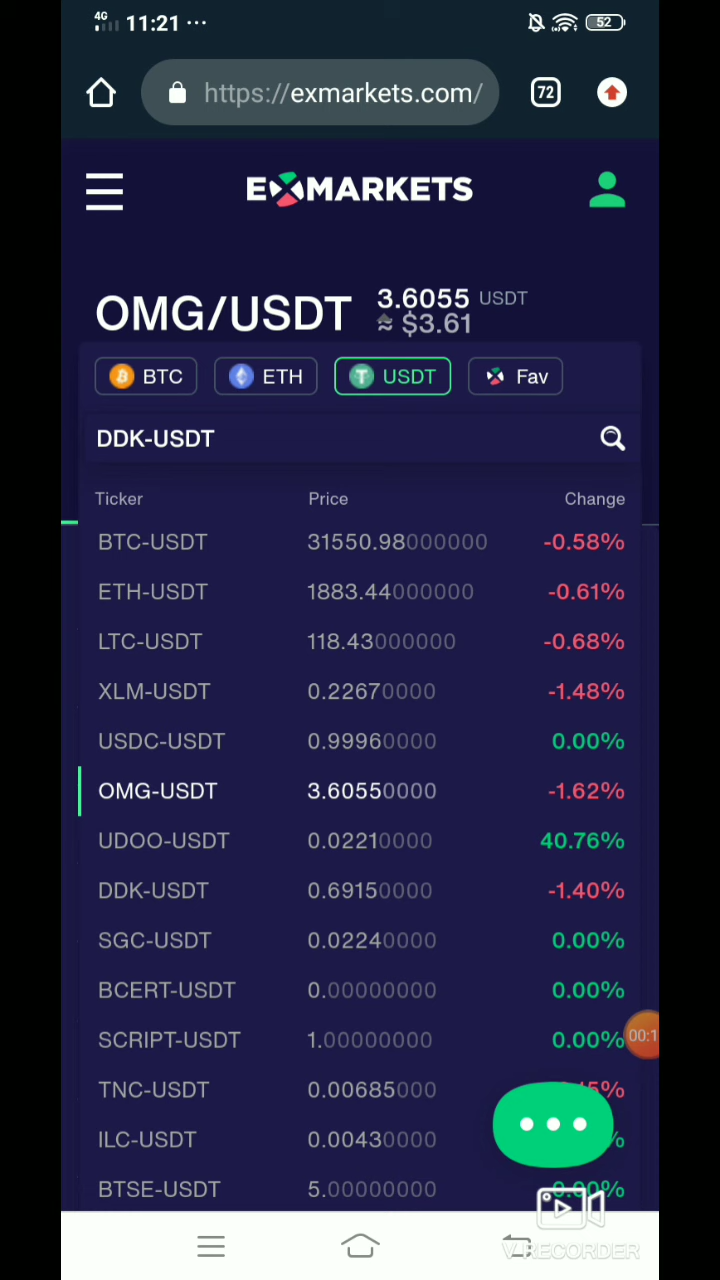 4G 11:21 ··· 52
https://exmarkets.com/ 72
EXMARKETS
OMG/USDT 3.6055 USDT
≈ $3.61
BTC ETH USDT Fav
DDK-USDT
Ticker Price Change
BTC-USDT 31550.98000000 -0.58%
ETH-USDT 1883.44000000 -0.61%
LTC-USDT 118.43000000 -0.68%
XLM-USDT 0.22670000 -1.48%
USDC-USDT 0.99960000 0.00%
OMG-USDT 3.60550000 -1.62%
UDOO-USDT 0.02210000 40.76%
DDK-USDT 0.69150000 -1.40%
SGC-USDT 0.02240000 0.00%
BCERT-USDT 0.00000000 0.00%
SCRIPT-USDT 1.00000000 0.00%
00:1
TNC-USDT 0.00685000
ILC-USDT 0.00430000
BTSE-USDT 5.00000000 0.00%
V.RECORDER